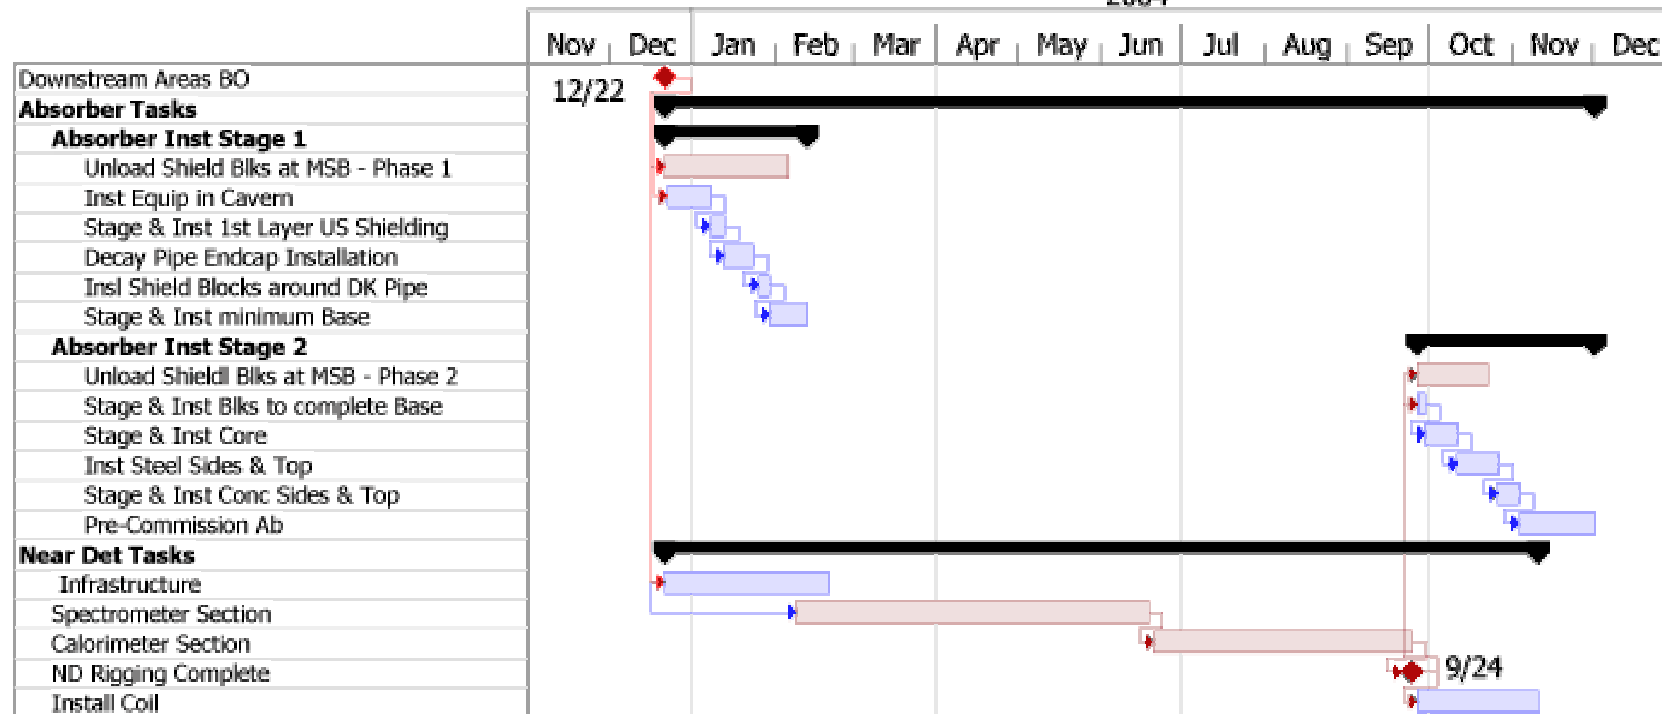 2004
Nov Dec Jan Feb Mar Apr May Jun Jul Aug Sep Oct Nov Dec
Downstream Areas BO
12/22
Absorber Tasks
Absorber Inst Stage 1
Unload Shield Blks at MSB - Phase 1
Inst Equip in Cavern
Stage & Inst 1st Layer US Shielding
Decay Pipe Endcap Installation
Insl Shield Blocks around DK Pipe
Stage & Inst minimum Base
Absorber Inst Stage 2
Unload Shieldl Blks at MSB - Phase 2
Stage & Inst Blks to complete Base
Stage & Inst Core
Inst Steel Sides & Top
Stage & Inst Conc Sides & Top
Pre-Commission Ab
Near Det Tasks
Infrastructure
Spectrometer Section
Calorimeter Section
ND Rigging Complete 9/24
Install Coil